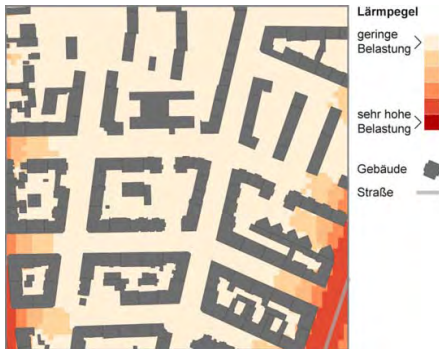 Lärmpegel
geringe
Belastung
sehr hohe
Belastung
Gebäude
Straße